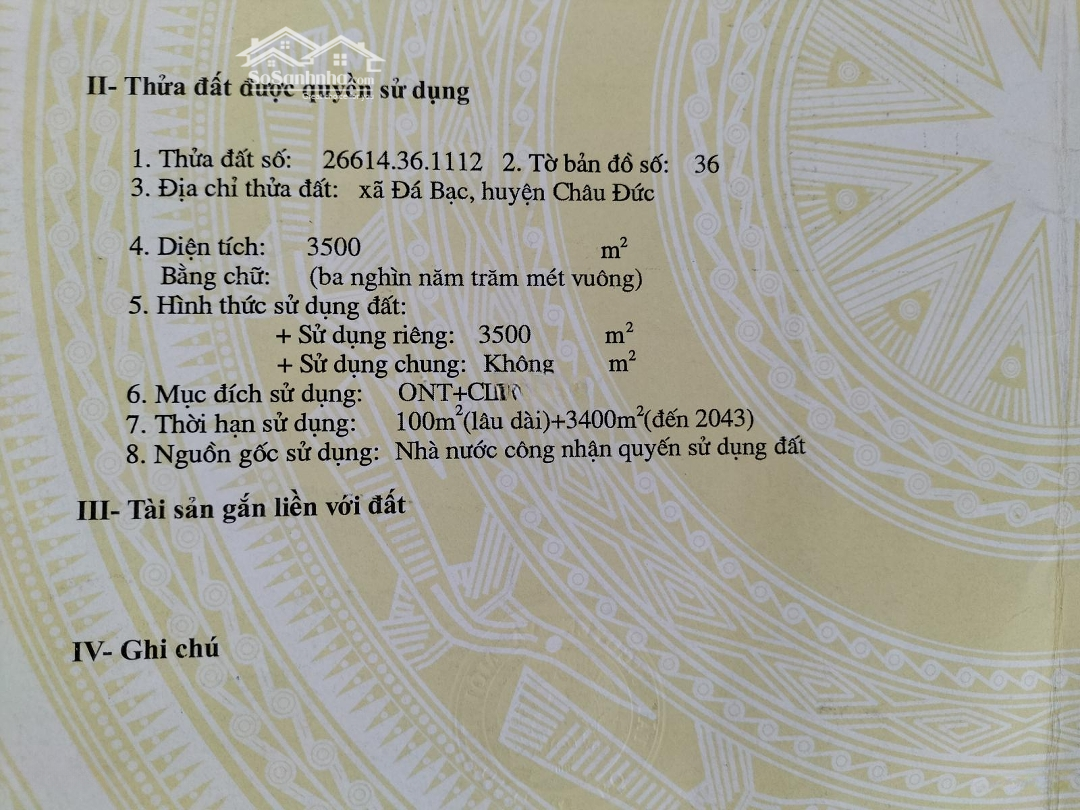 SoSanhnha.com
II- Thửa đất được quyền sử dụng
1. Thửa đất số: 26614.36.1112 2. Tờ bản đồ số: 36
3. Địa chỉ thửa đất: xã Đá Bạc, huyện Châu Đức
4. Diện tích: 3500 m²
Bằng chữ: (ba nghìn năm trăm mét vuông)
5. Hình thức sử dụng đất:
+ Sử dụng riêng: 3500 m²
+ Sử dụng chung: Không m²
6. Mục đích sử dụng: ONT+
7. Thời hạn sử dụng: 100m²(lâu dài)+3400m²(đến 2043)
8. Nguồn gốc sử dụng: Nhà nước công nhận quyến sử dụng đất
III- Tài sản gắn liền với đất
IV- Ghi chú